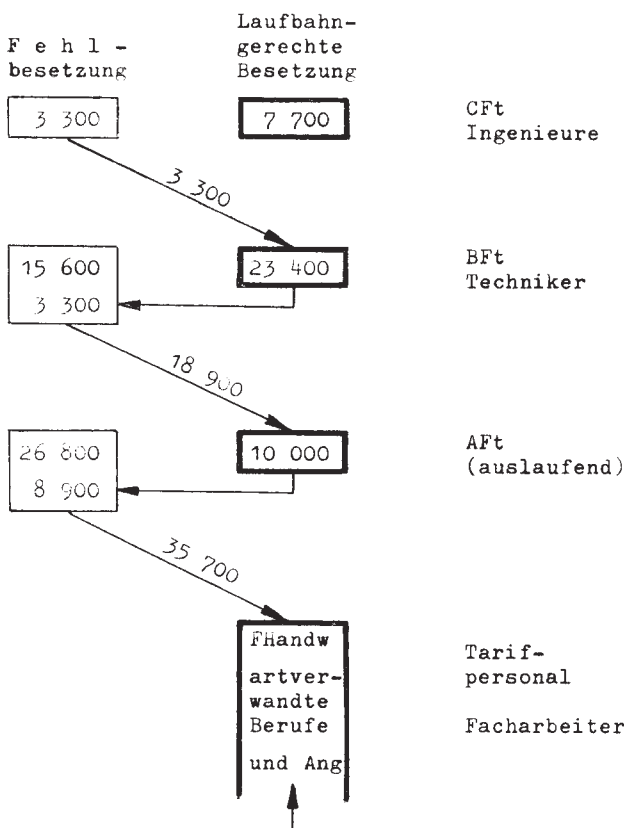 Fehl-
besetzung
Laufbahn-
gerechte
Besetzung
3 300
7 700
CFt
Ingenieure
3 300
15 600
3 300
23 400
BFt
Techniker
18 900
26 800
8 900
10 000
AFt
(auslaufend)
35 700
FHandw
artver-
wandte
Berufe
und Ang
Tarif-
personal
Facharbeiter